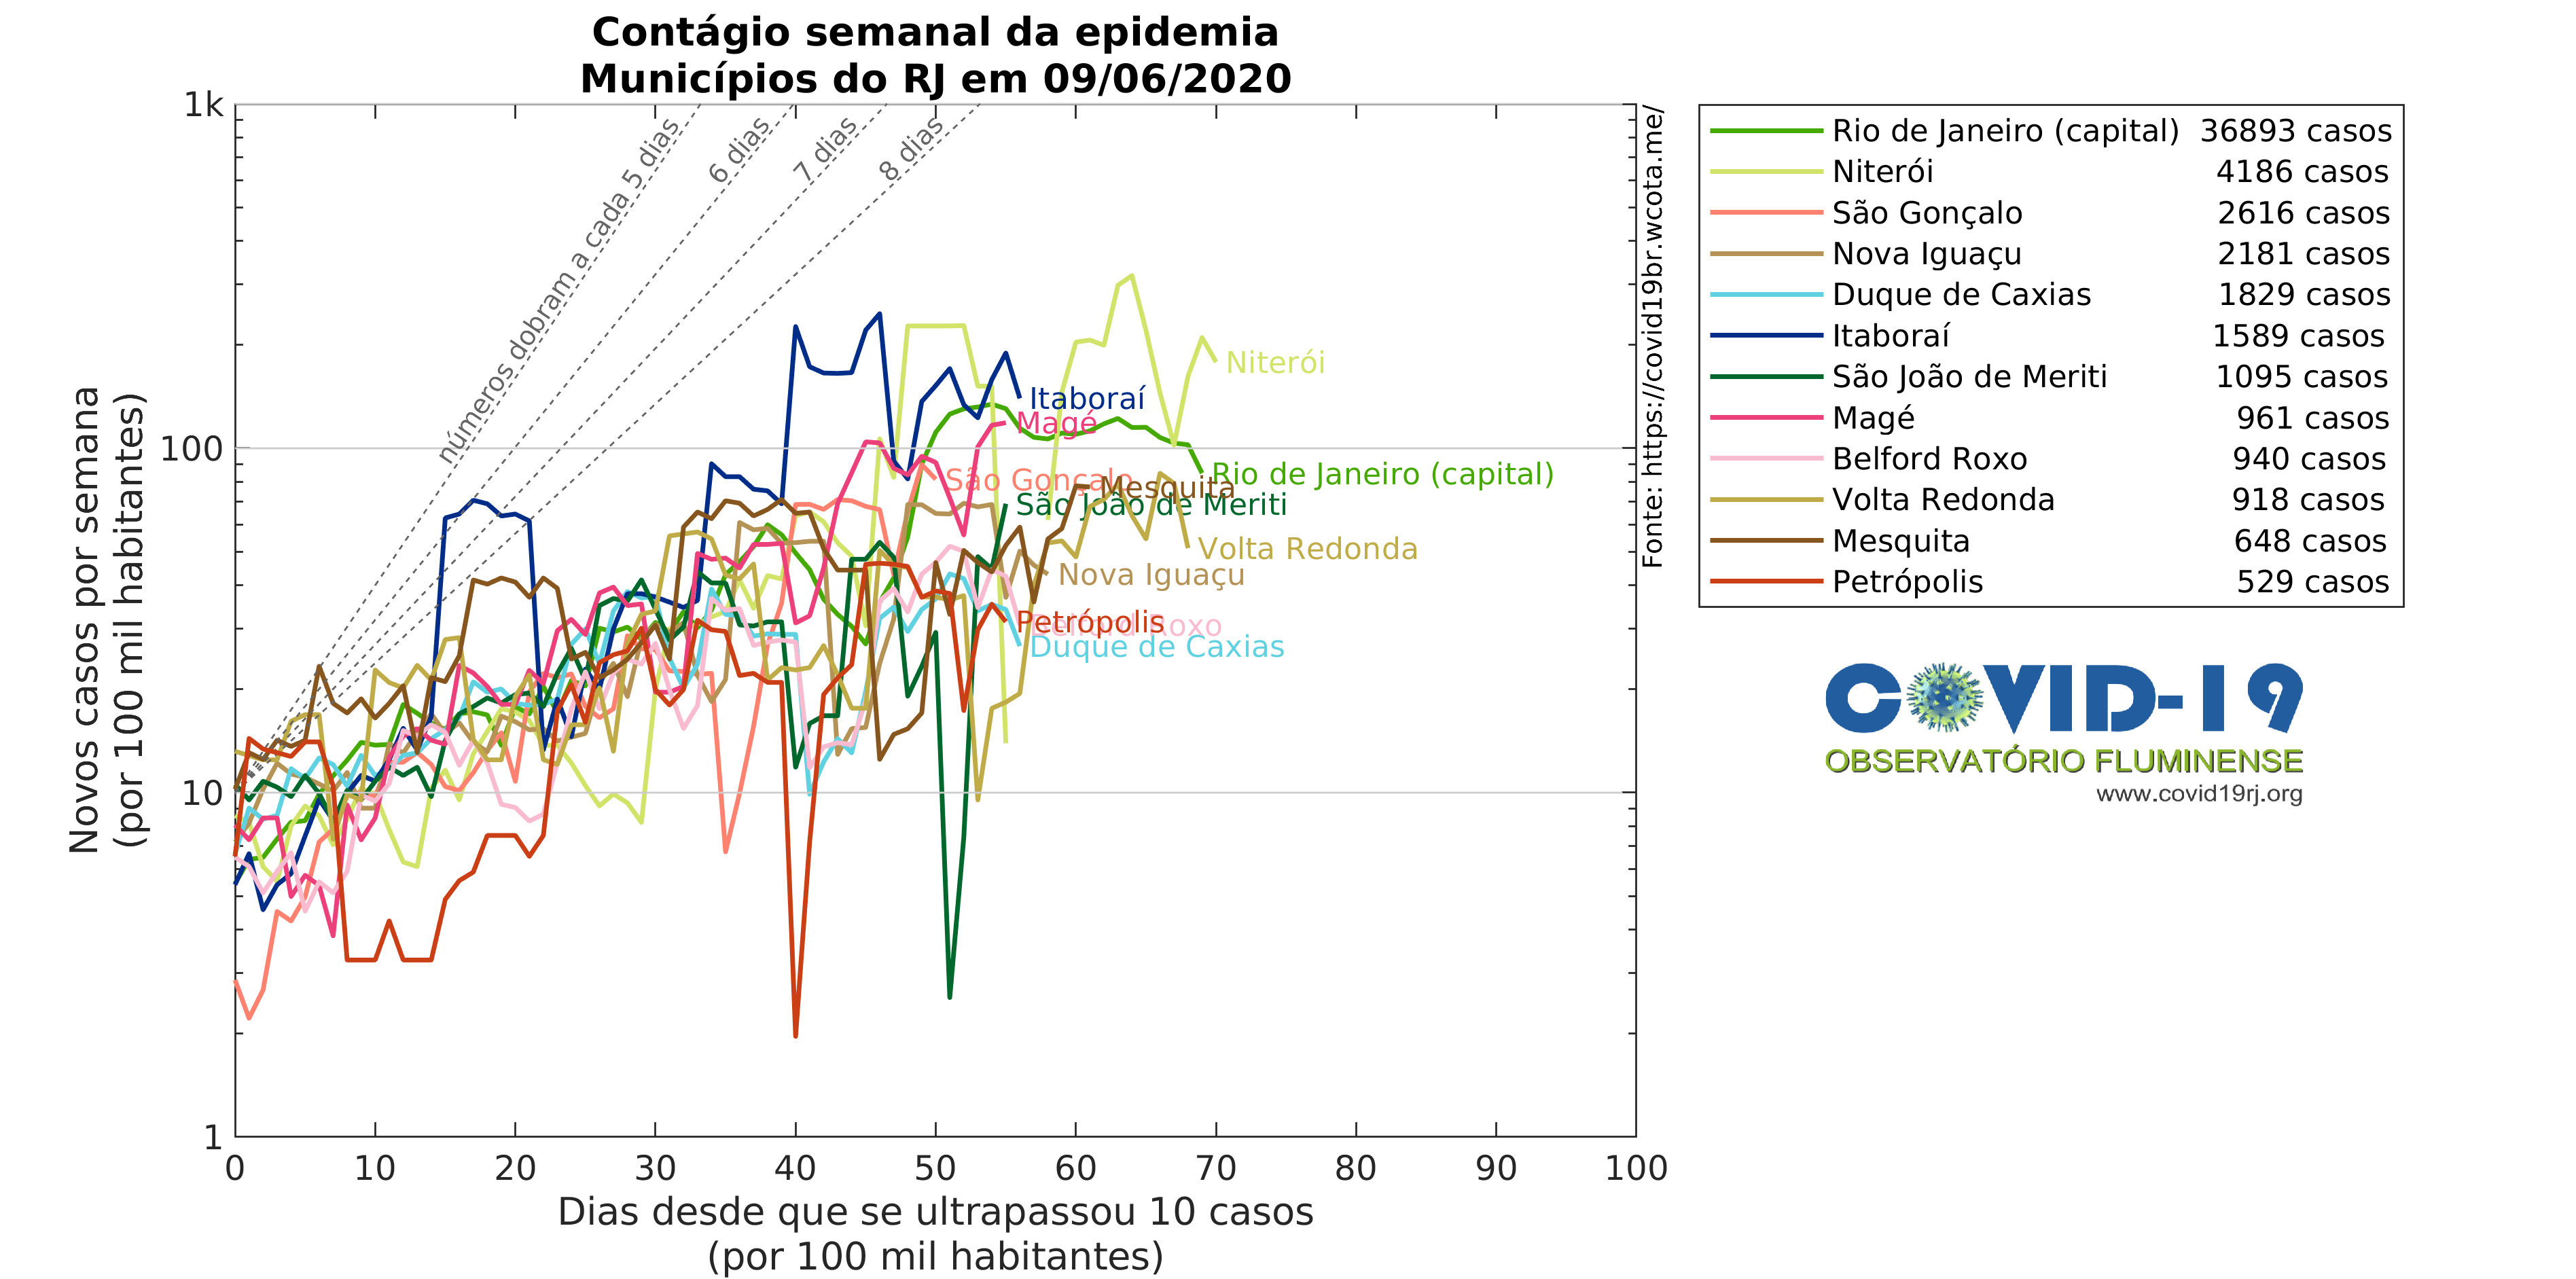 Contágio semanal da epidemia
Municípios do RJ em 09/06/2020
Novos casos por semana
(por 100 mil habitantes)
1k
100
10
1
números dobram a cada 5 dias
6 dias
7 dias
8 dias
Niterói
Itaboraí
Magé
Rio de Janeiro (capital)
São Gonçalo
Mesquita
São João de Meriti
Volta Redonda
Nova Iguaçu
Petrópolis
Belford Roxo
Duque de Caxias
0 10 20 30 40 50 60 70 80 90 100
Dias desde que se ultrapassou 10 casos
(por 100 mil habitantes)
Fonte: https://covid19br.wcota.me/
Rio de Janeiro (capital) 36893 casos
Niterói 4186 casos
São Gonçalo 2616 casos
Nova Iguaçu 2181 casos
Duque de Caxias 1829 casos
Itaboraí 1589 casos
São João de Meriti 1095 casos
Magé 961 casos
Belford Roxo 940 casos
Volta Redonda 918 casos
Mesquita 648 casos
Petrópolis 529 casos
COVID-19
OBSERVATÓRIO FLUMINENSE
www.covid19rj.org